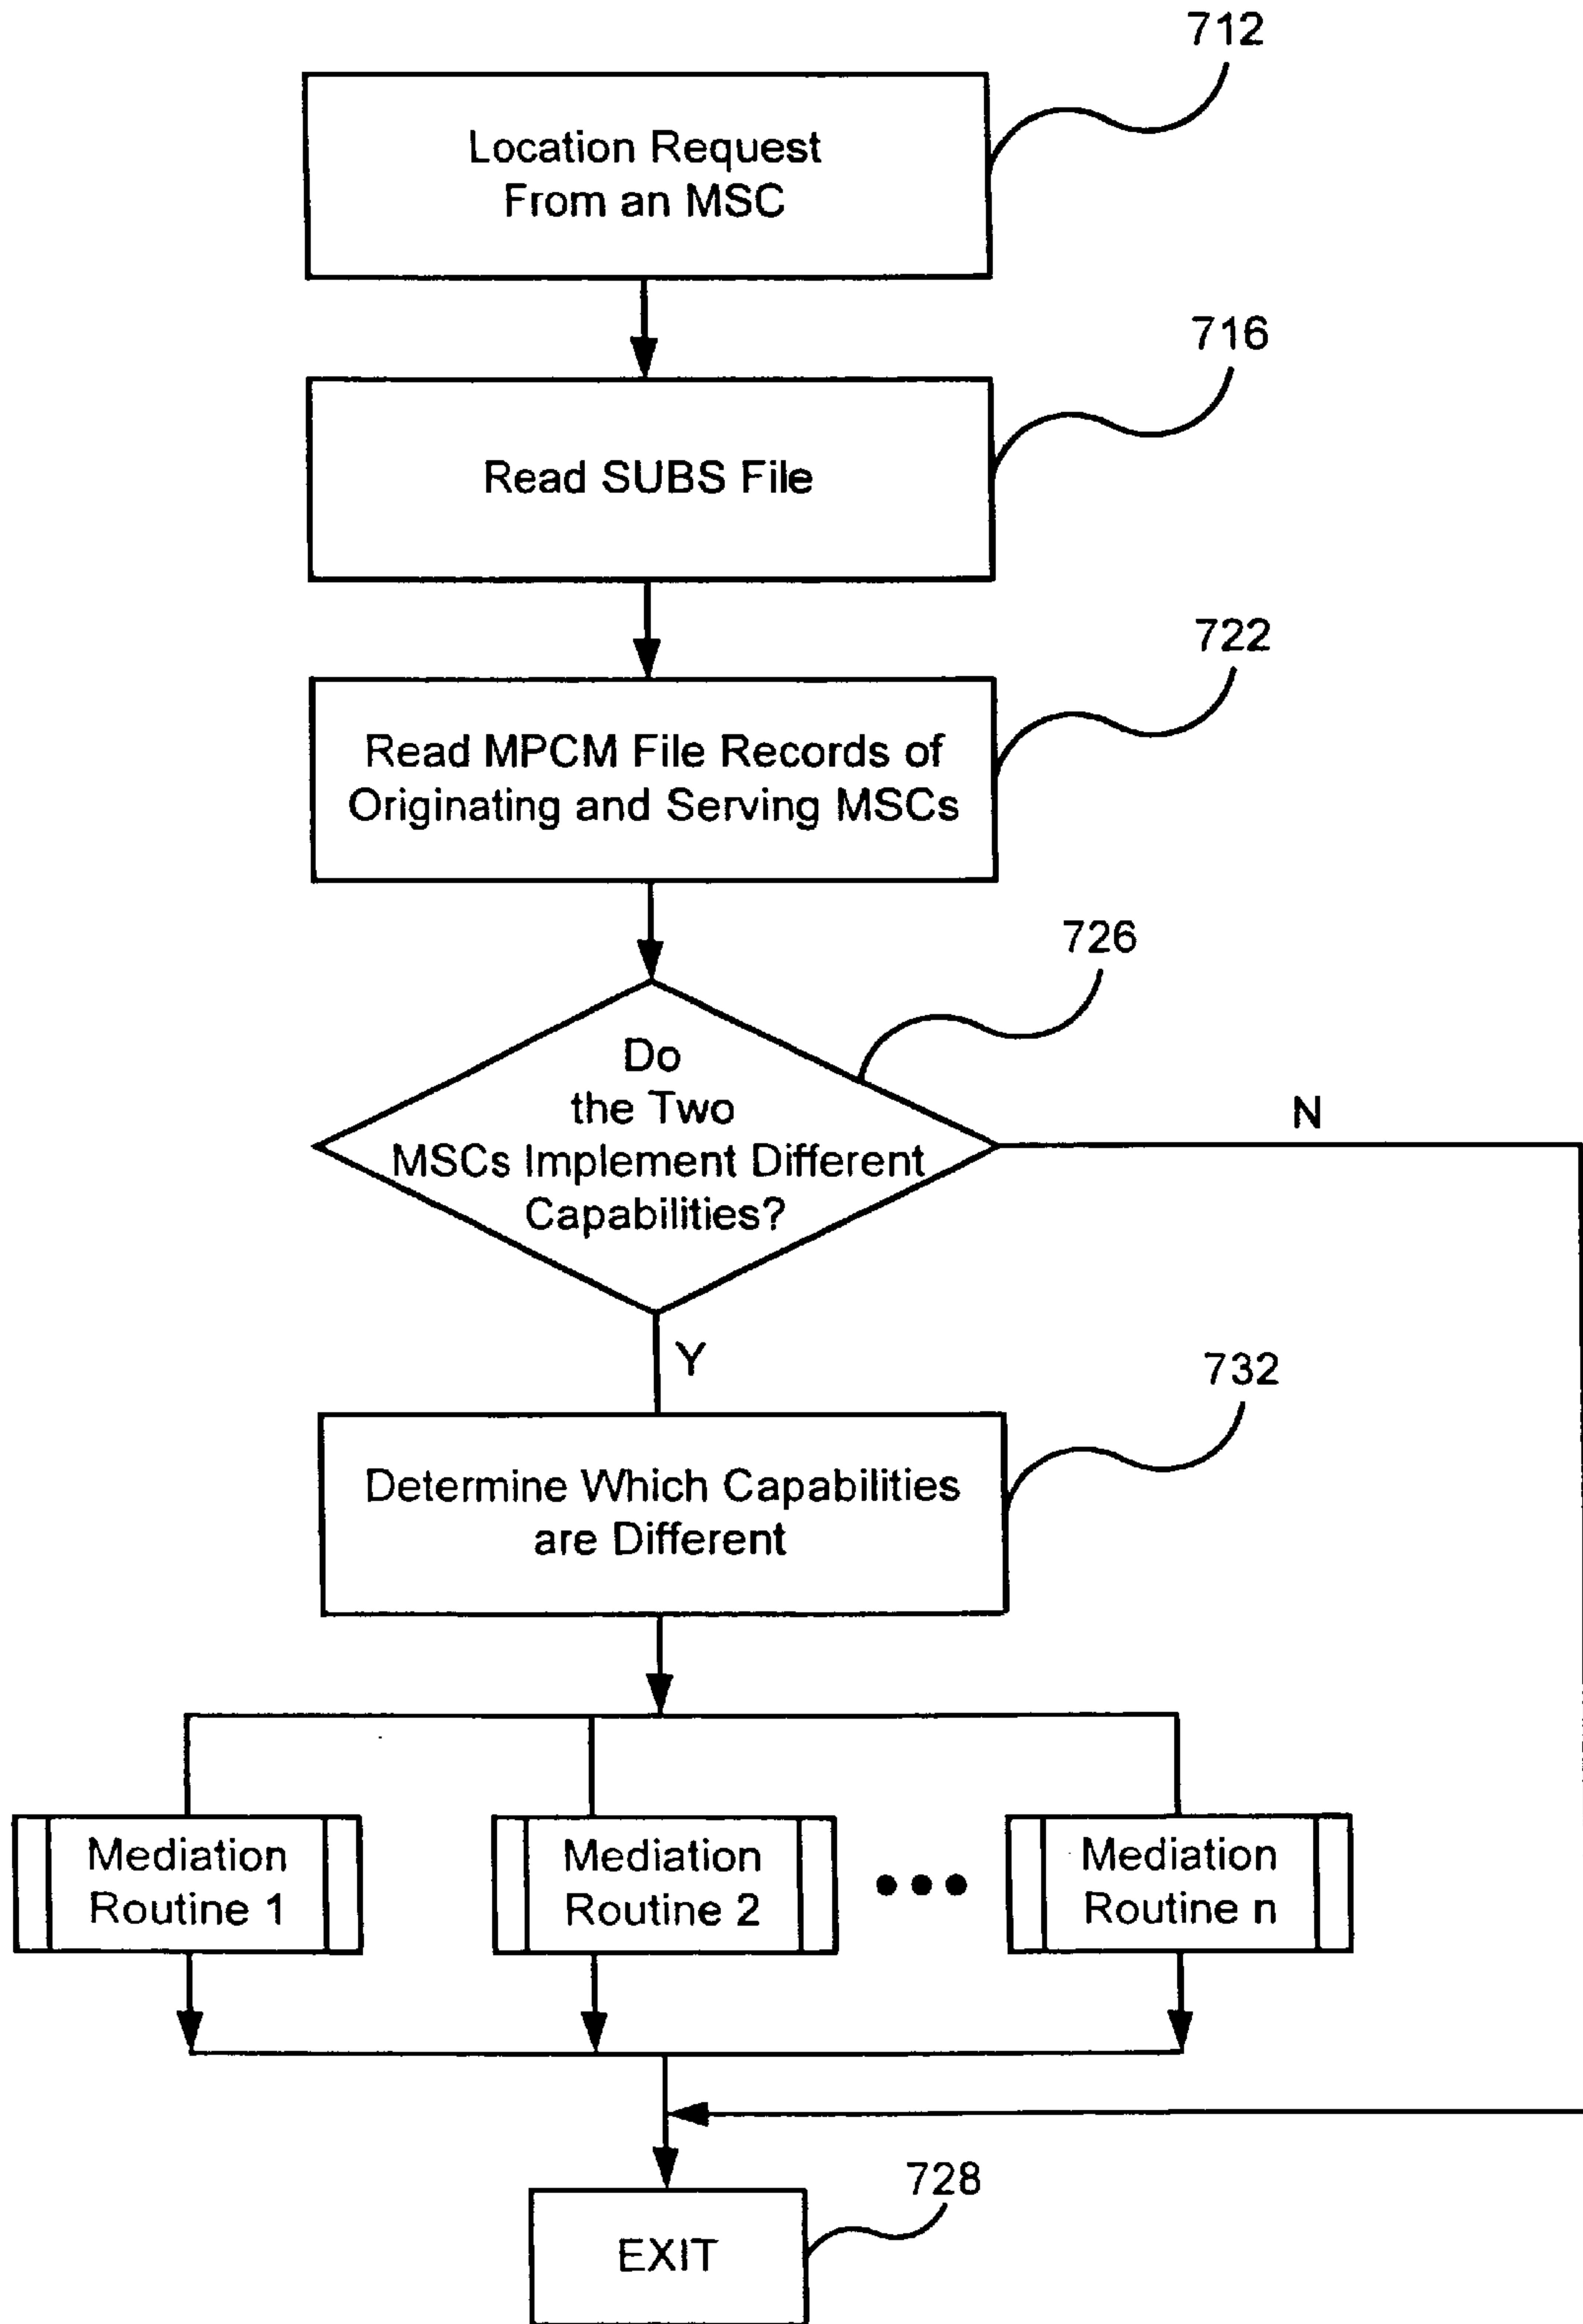 712
Location Request
From an MSC
716
Read SUBS File
722
Read MPCM File Records of
Originating and Serving MSCs
726
Do
the Two
MSCs Implement Different
Capabilities?
N
Y
732
Determine Which Capabilities
are Different
Mediation
Routine 1
Mediation
Routine 2
Mediation
Routine n
728
EXIT